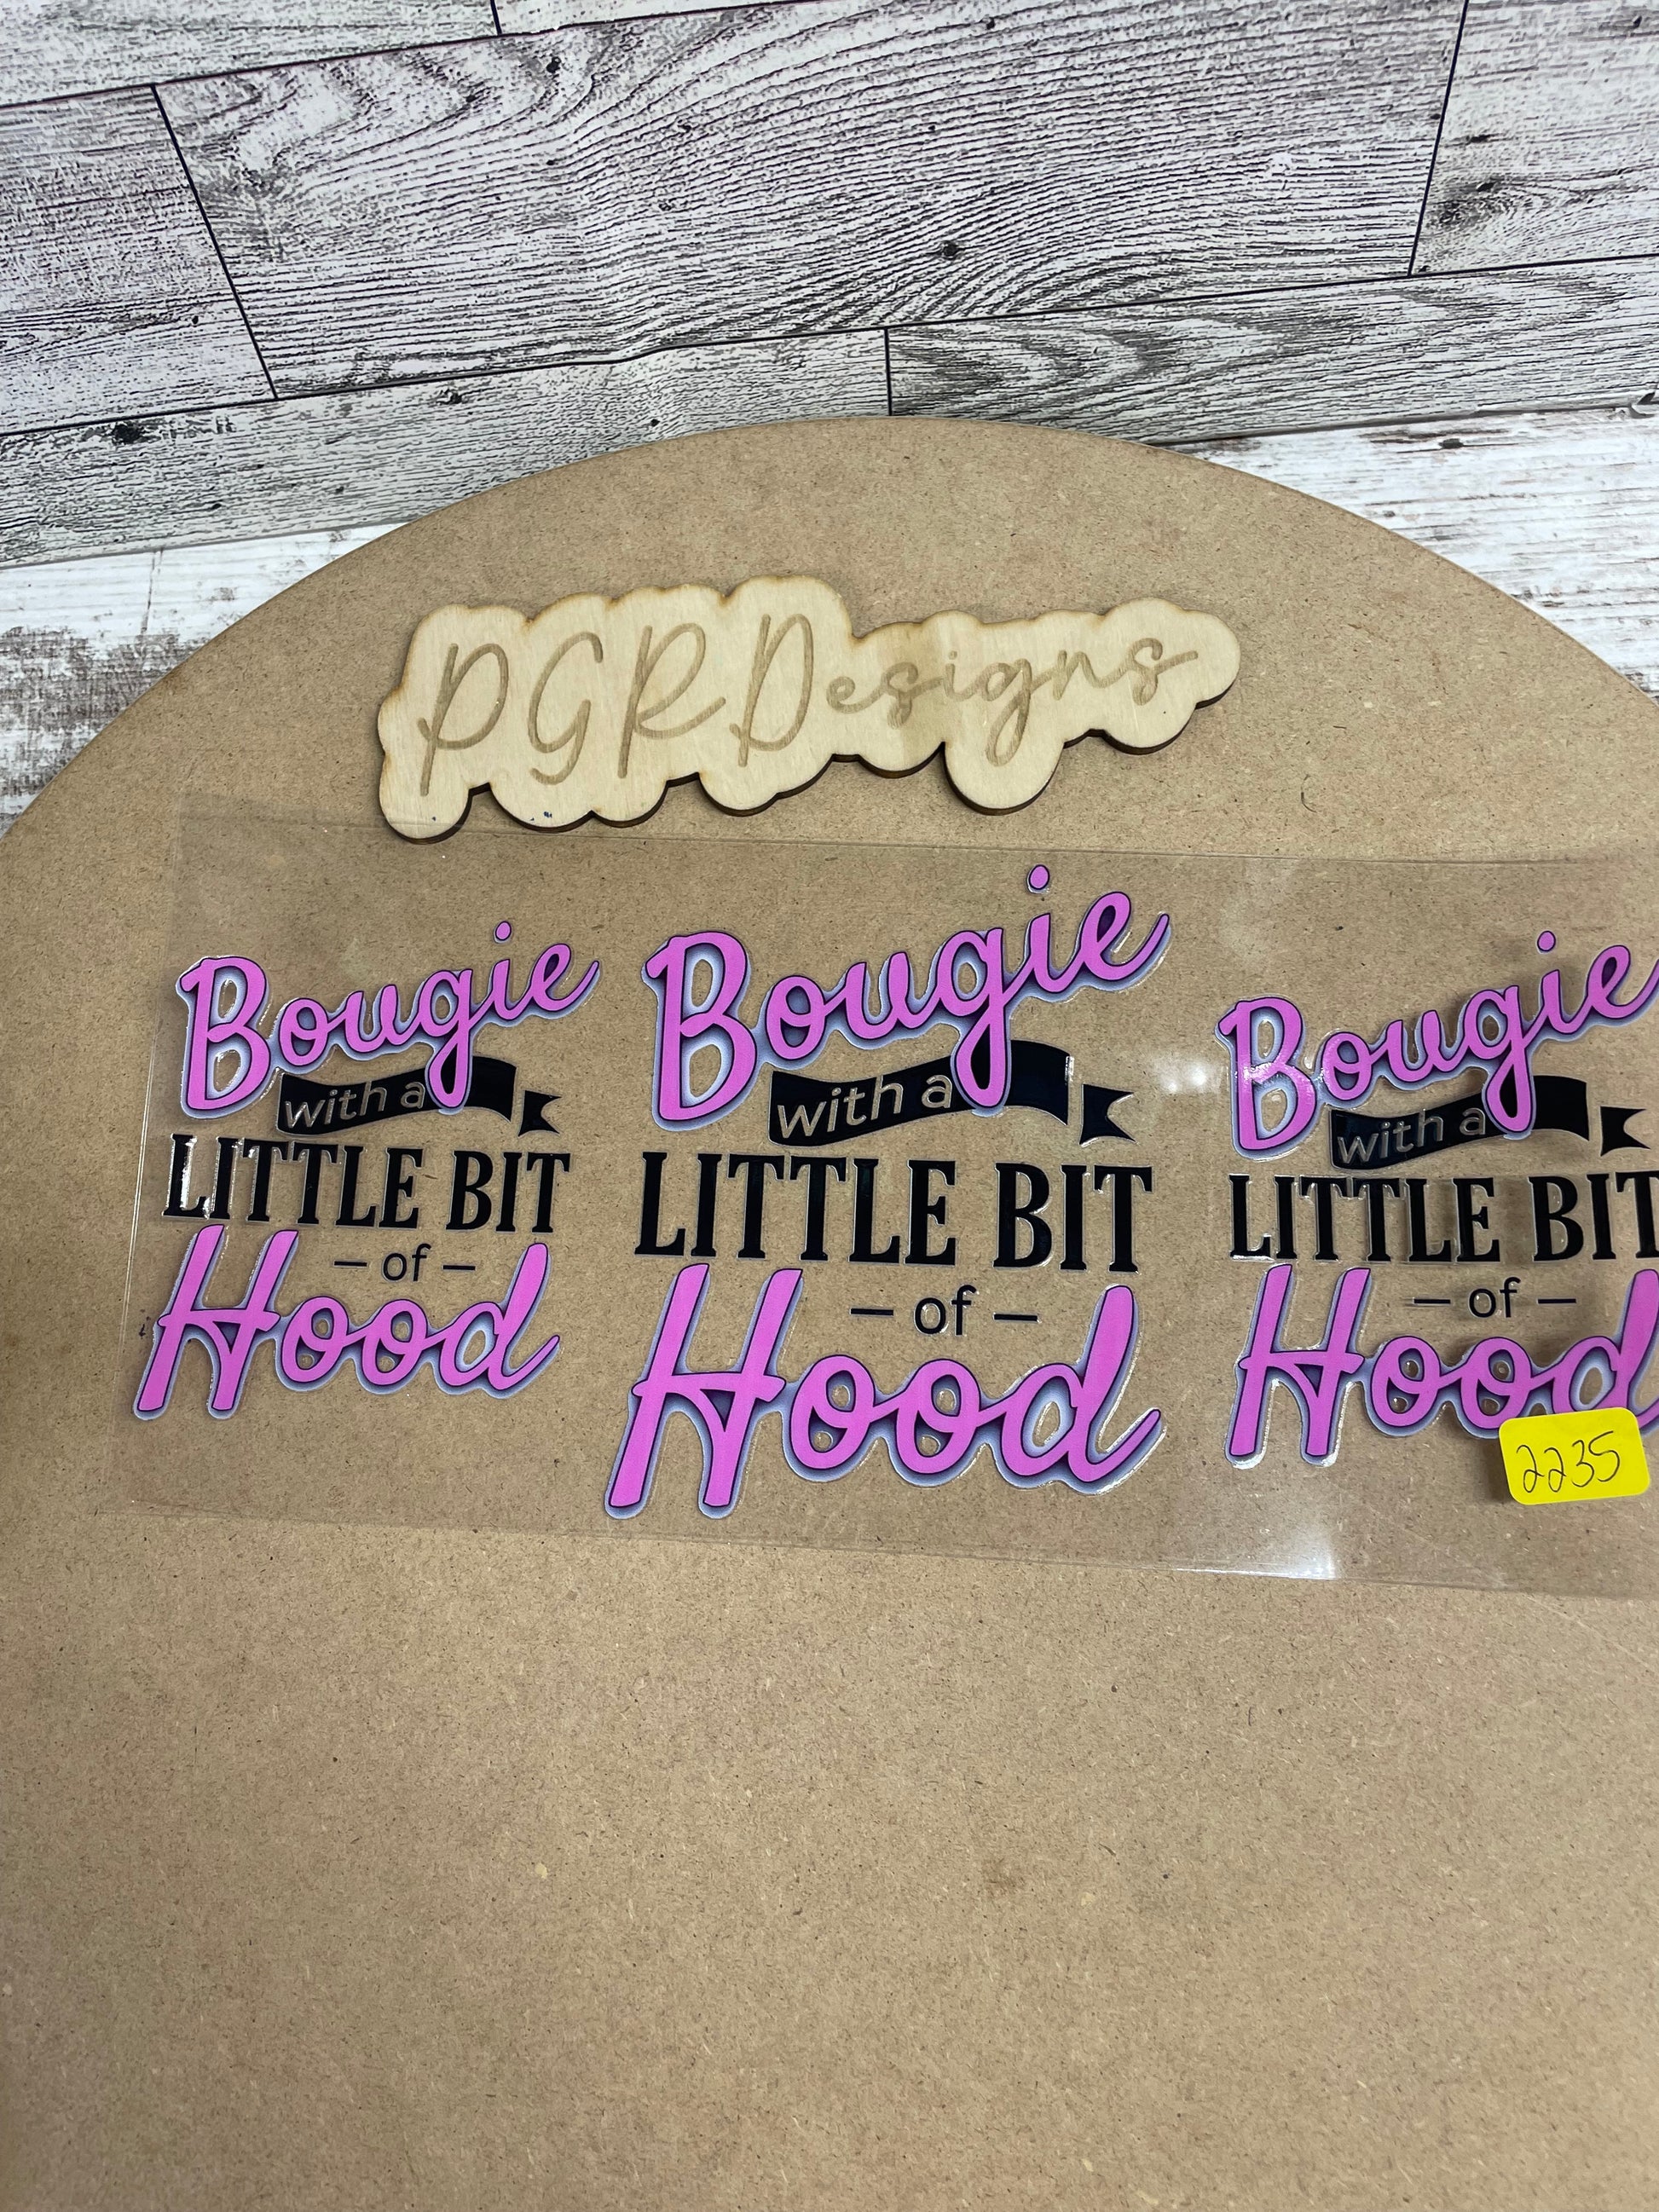 PGRDesigns
Bougie
with a
LITTLE BIT
– of –
Hood
Bougie
with a
LITTLE BIT
– of –
Hood
Bougie
with a
LITTLE BIT
– of –
Hood
2235